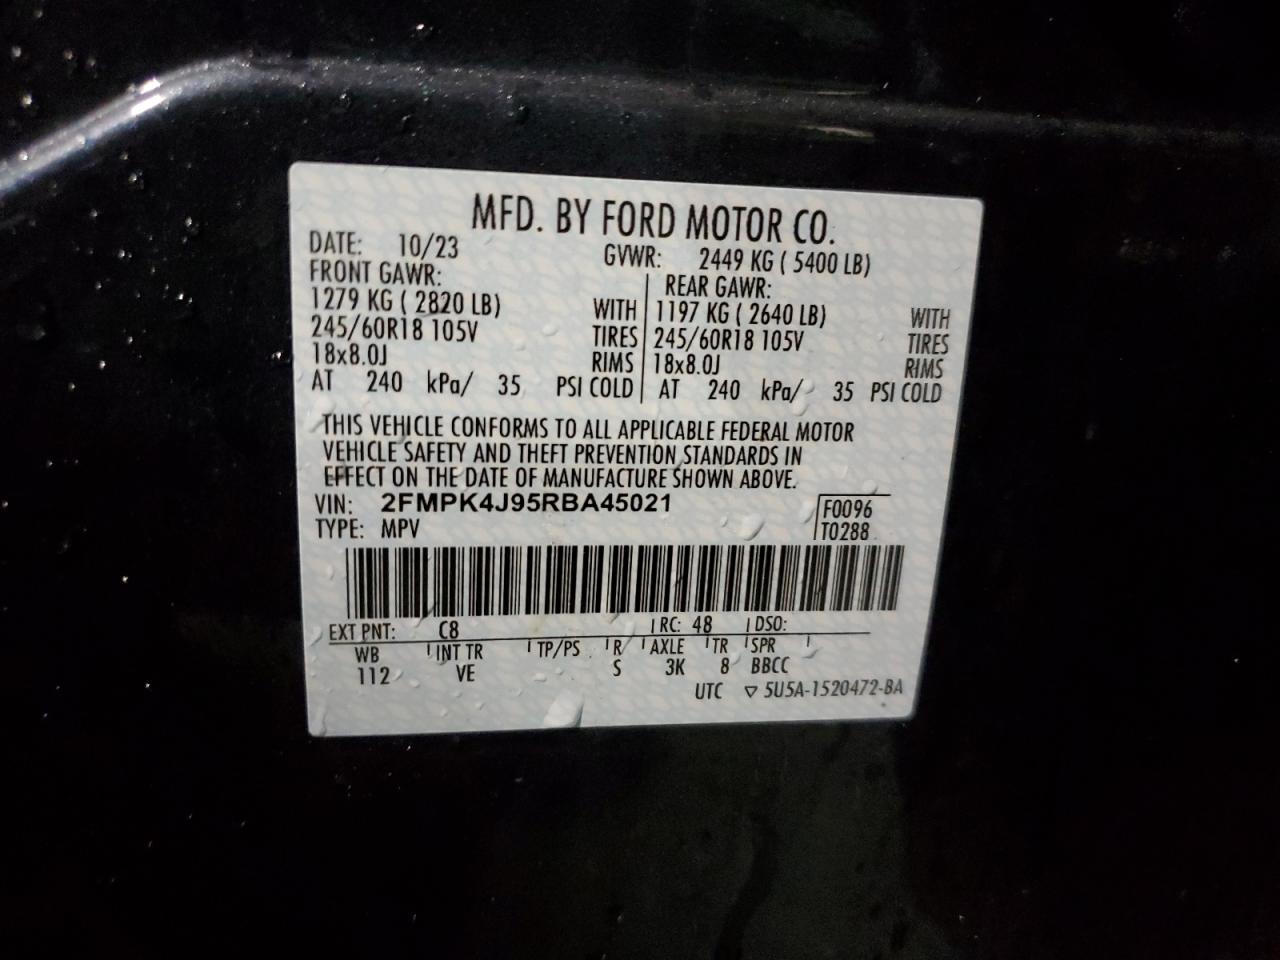 MFD. BY FORD MOTOR CO.
DATE: 10/23 GVWR: 2449 KG ( 5400 LB)
FRONT GAWR: REAR GAWR:
1279 KG ( 2820 LB) WITH 1197 KG ( 2640 LB) WITH
245/60R18 105V TIRES 245/60R18 105V TIRES
18x8.0J RIMS 18x8.0J RIMS
AT 240 kPa/ 35 PSI COLD AT 240 kPa/ 35 PSI COLD
THIS VEHICLE CONFORMS TO ALL APPLICABLE FEDERAL MOTOR
VEHICLE SAFETY AND THEFT PREVENTION STANDARDS IN
EFFECT ON THE DATE OF MANUFACTURE SHOWN ABOVE.
VIN: 2FMPK4J95RBA45021 F0096
TYPE: MPV T0288
EXT PNT: C8 RC: 48 DSO:
WB INT TR TP/PS R AXLE TR SPR
112 VE S 3K 8 BBCC
UTC ▽ 5U5A-1520472-BA